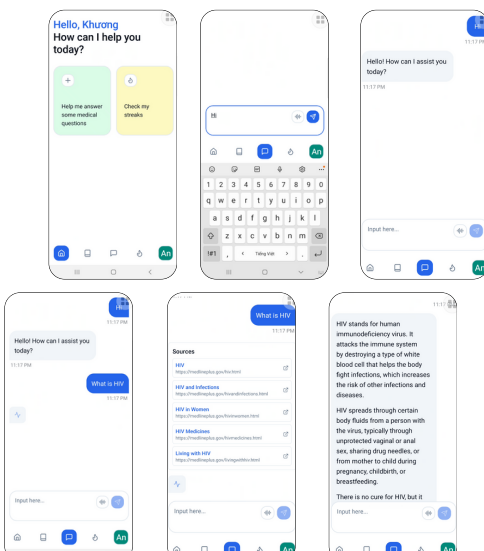 Hello, Khương
How can I help you
today?
Help me answer
some medical
questions
Check my
streaks
An
Hi
An
1 2 3 4 5 6 7 8 9 0
q w e r t y u i o p
a s d f g h j k l
z x c v b n m
!#1 , < Tiếng Việt > .
11:17 PM
Hello! How can I assist you
today?
11:17 PM
Input here...
An
11:17 PM
Hello! How can I assist you
today?
11:17 PM
What is HIV
11:17 PM
Input here...
An
What is HIV
11:17 PM
Sources
HIV
https://medlineplus.gov/hiv.html
HIV and Infections
https://medlineplus.gov/hivandinfections.html
HIV in Women
https://medlineplus.gov/hivinwomen.html
HIV Medicines
https://medlineplus.gov/hivmedicines.html
Living with HIV
https://medlineplus.gov/livingwithhiv.html
Input here...
An
11:17
HIV stands for human
immunodeficiency virus. It
attacks the immune system
by destroying a type of white
blood cell that helps the body
fight infections, which increases
the risk of other infections and
diseases.
HIV spreads through certain
body fluids from a person with
the virus, typically through
unprotected vaginal or anal
sex, sharing drug needles, or
from mother to child during
pregnancy, childbirth, or
breastfeeding.
There is no cure for HIV, but it
Input here...
An